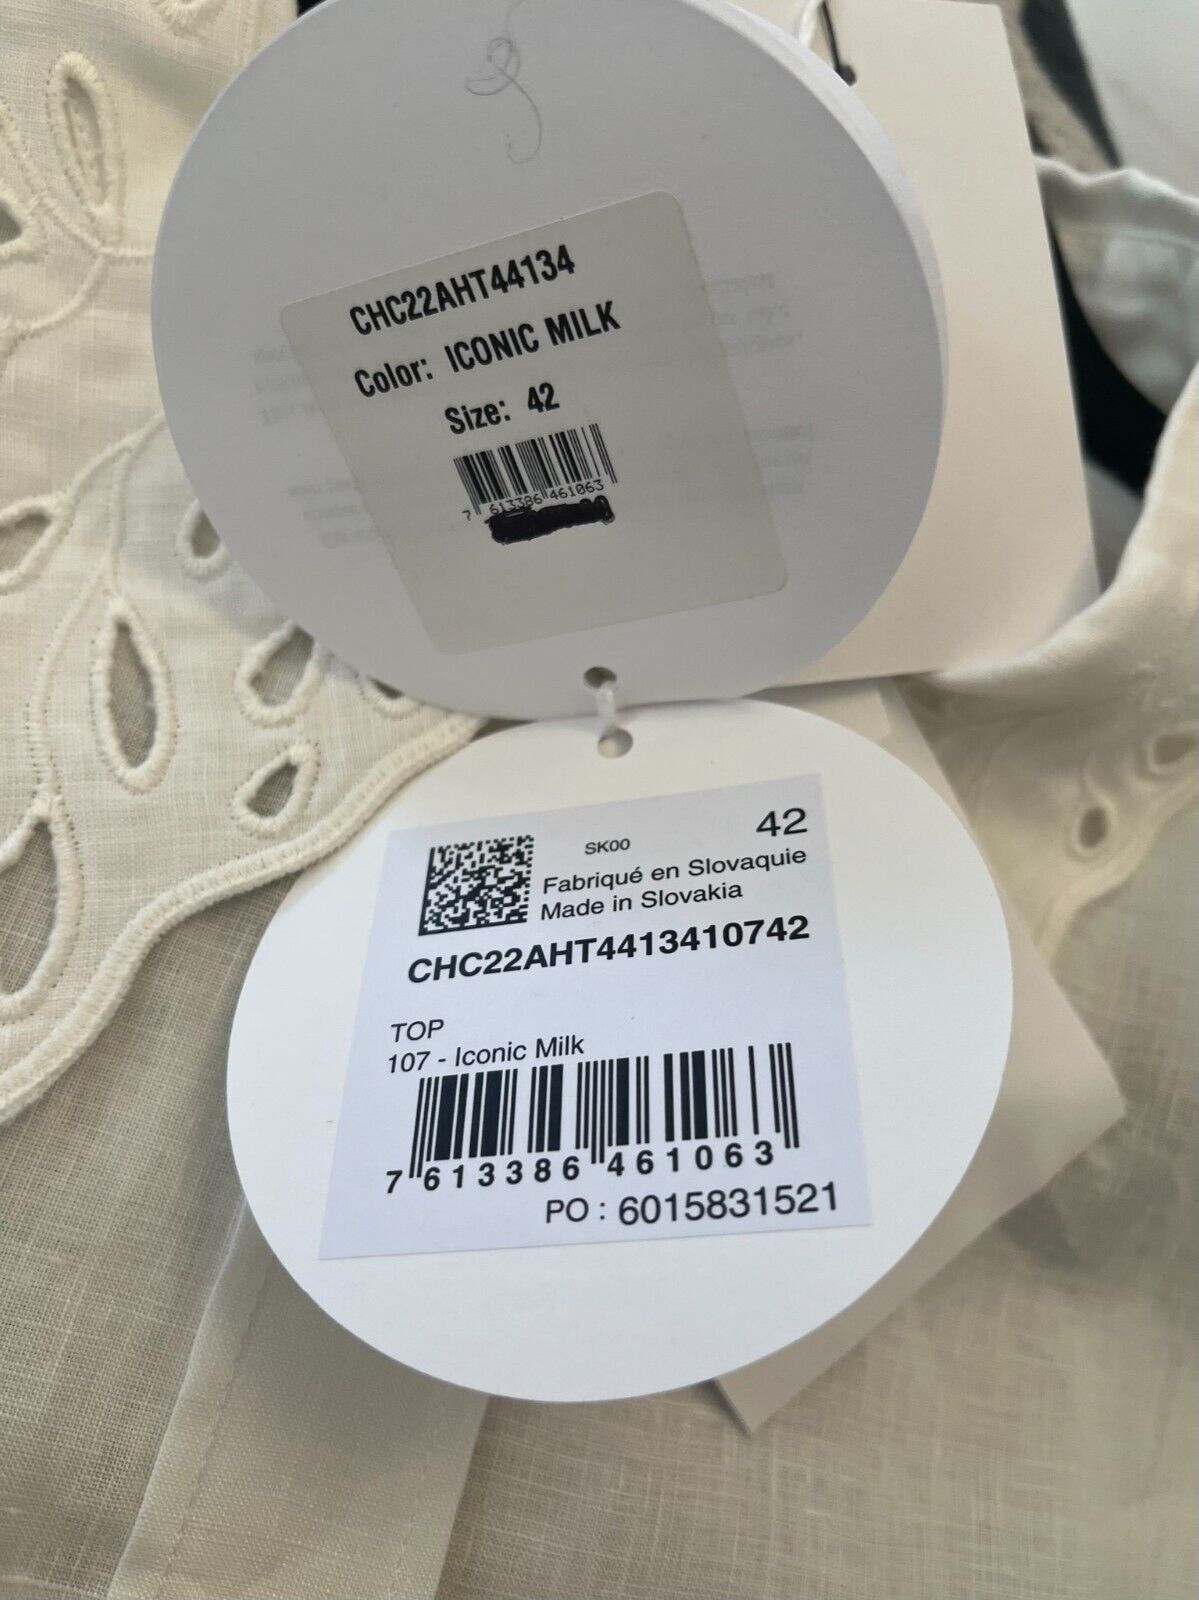 CHC22AHT44134
Color: ICONIC MILK
Size: 42
7 613386 461063
SK00
42
Fabriqué en Slovaquie
Made in Slovakia
CHC22AHT4413410742
TOP
107 - Iconic Milk
7 613386 461063
PO : 6015831521